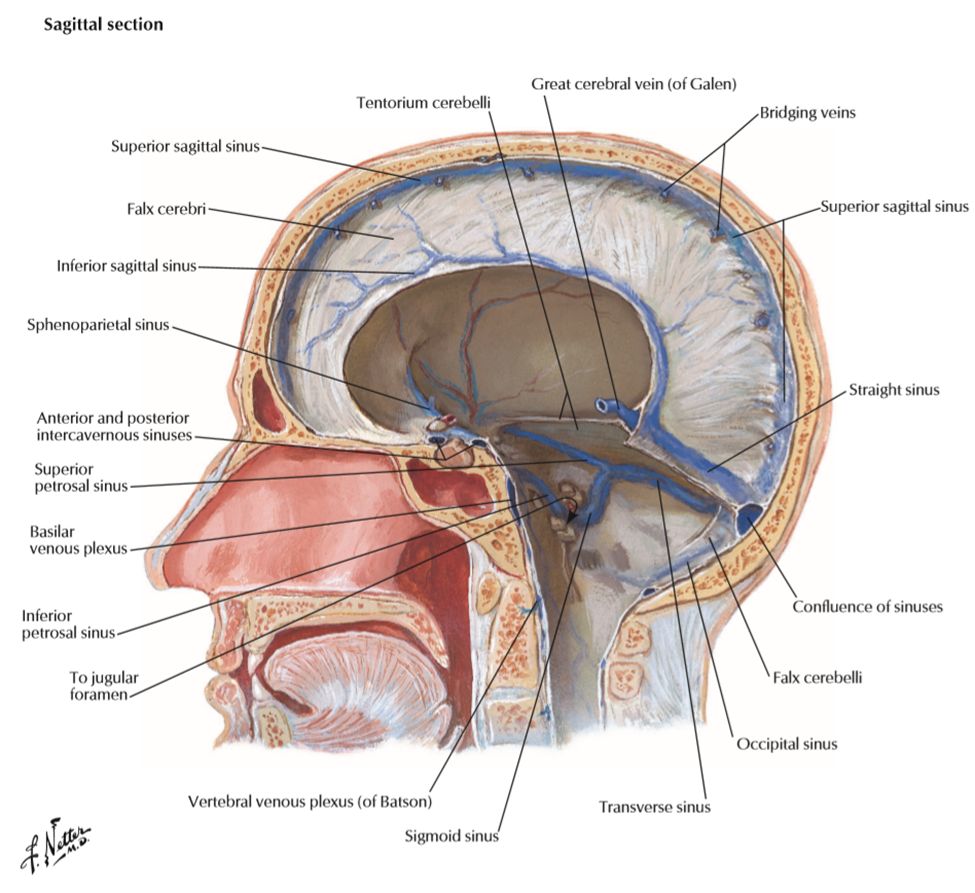 Sagittal section
Great cerebral vein (of Galen)
Tentorium cerebelli
Bridging veins
Superior sagittal sinus
Superior sagittal sinus
Falx cerebri
Inferior sagittal sinus
Sphenoparietal sinus
Straight sinus
Anterior and posterior
intercavernous sinuses
Superior
petrosal sinus
Basilar
venous plexus
Confluence of sinuses
Inferior
petrosal sinus
To jugular
foramen
Falx cerebelli
Occipital sinus
Vertebral venous plexus (of Batson)
Transverse sinus
Sigmoid sinus
F. Netter
M.D.